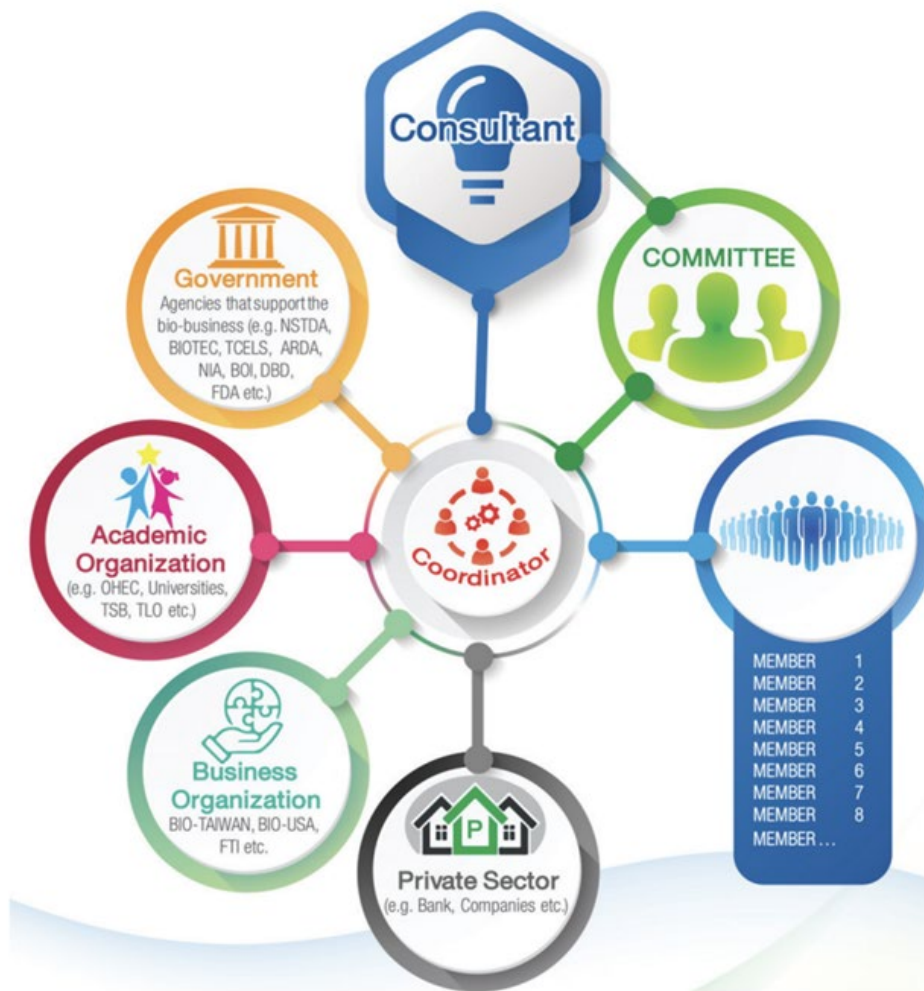 Consultant
COMMITTEE
Government
Agencies that support the
bio-business (e.g. NSTDA,
BIOTEC, TCELS, ARDA,
NIA, BOI, DBD,
FDA etc.)
Academic
Organization
(e.g. OHEC, Universities,
TSB, TLO etc.)
Coordinator
Business
Organization
BIO-TAIWAN, BIO-USA,
FTI etc.
P
Private Sector
(e.g. Bank, Companies etc.)
MEMBER 1
MEMBER 2
MEMBER 3
MEMBER 4
MEMBER 5
MEMBER 6
MEMBER 7
MEMBER 8
MEMBER ...